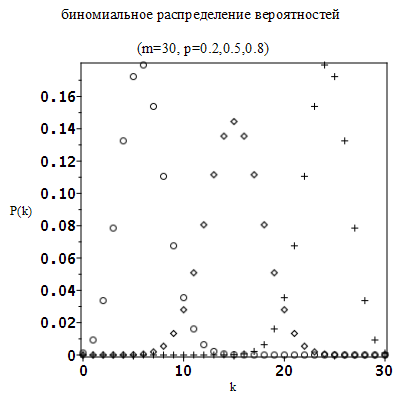 биномиальное распределение вероятностей
(m=30, p=0.2,0.5,0.8)
0.16
0.14
0.12
0.10
0.08
P(k)
0.06
0.04
0.02
0
0 10 20 30
k